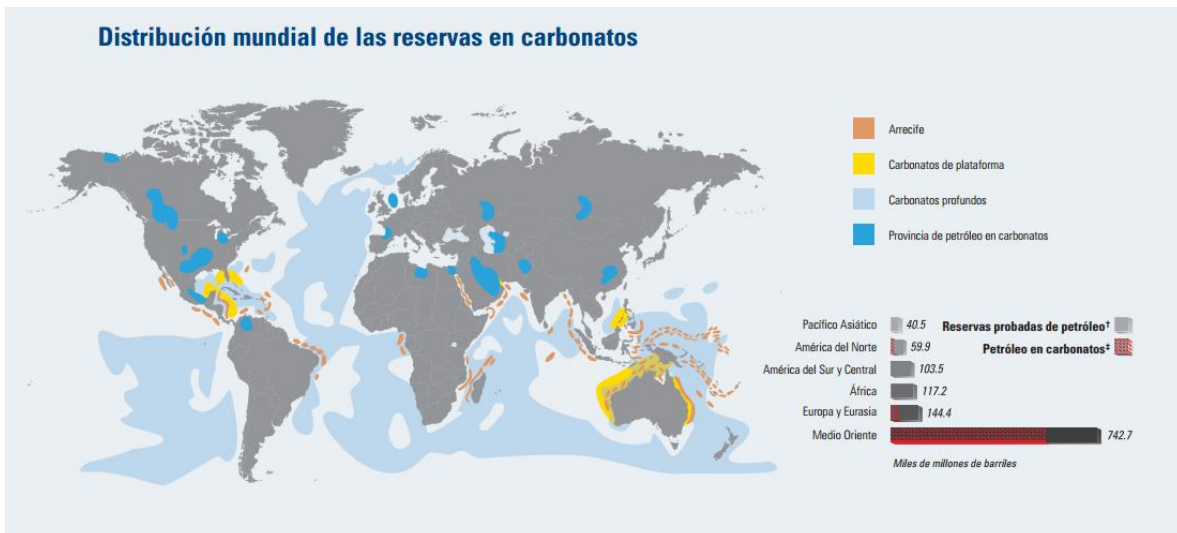 Distribución mundial de las reservas en carbonatos
Arrecife
Carbonatos de plataforma
Carbonatos profundos
Provincia de petróleo en carbonatos
Pacífico Asiático 40.5 Reservas probadas de petróleo†
América del Norte 59.9 Petróleo en carbonatos‡
América del Sur y Central 103.5
África 117.2
Europa y Eurasia 144.4
Medio Oriente 742.7
Miles de millones de barriles